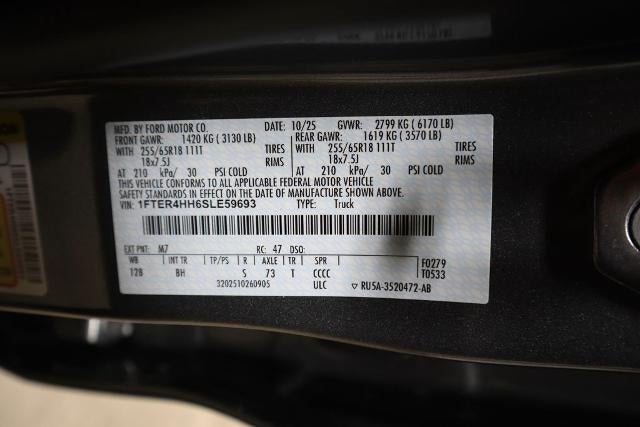 MFD. BY FORD MOTOR CO. DATE: 10/25 GVWR: 2799 KG (6170 LB)
FRONT GAWR: 1420 KG (3130 LB) REAR GAWR: 1619 KG (3570 LB)
WITH 255/65R18 111T TIRES WITH 255/65R18 111T TIRES
18x7.5J RIMS 18x7.5J RIMS
AT 210 kPa/ 30 PSI COLD AT 210 kPa/ 30 PSI COLD
THIS VEHICLE CONFORMS TO ALL APPLICABLE FEDERAL MOTOR VEHICLE
SAFETY STANDARDS IN EFFECT ON THE DATE OF MANUFACTURE SHOWN ABOVE.
VIN: 1FTER4HH6SLE59693 TYPE: Truck
EXT PNT: M7 RC: 47 DSO:
WB INT TR TP/PS R AXLE TR SPR F0279
128 BH S 73 T CCCC T0533
3202510260905 ULC ▽ RU5A-3520472-AB